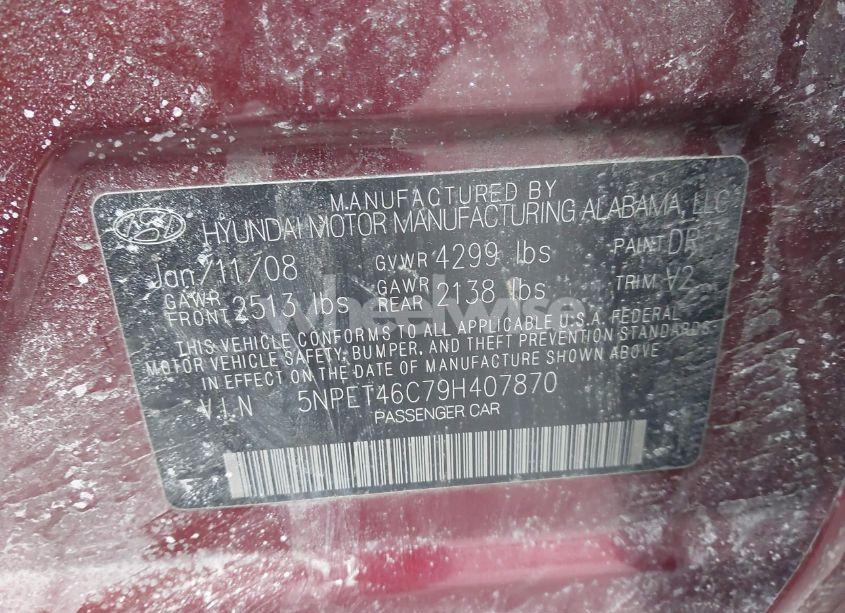 MANUFACTURED BY
HYUNDAI MOTOR MANUFACTURING ALABAMA, LLC
Jan/11/08 GVWR 4299 lbs PAINT DR
GAWR FRONT 2513 lbs GAWR REAR 2138 lbs TRIM V2
THIS VEHICLE CONFORMS TO ALL APPLICABLE U.S.A. FEDERAL
MOTOR VEHICLE SAFETY, BUMPER, AND THEFT PREVENTION STANDARDS
IN EFFECT ON THE DATE OF MANUFACTURE SHOWN ABOVE
V.I.N 5NPET46C79H407870
PASSENGER CAR
wheelwise